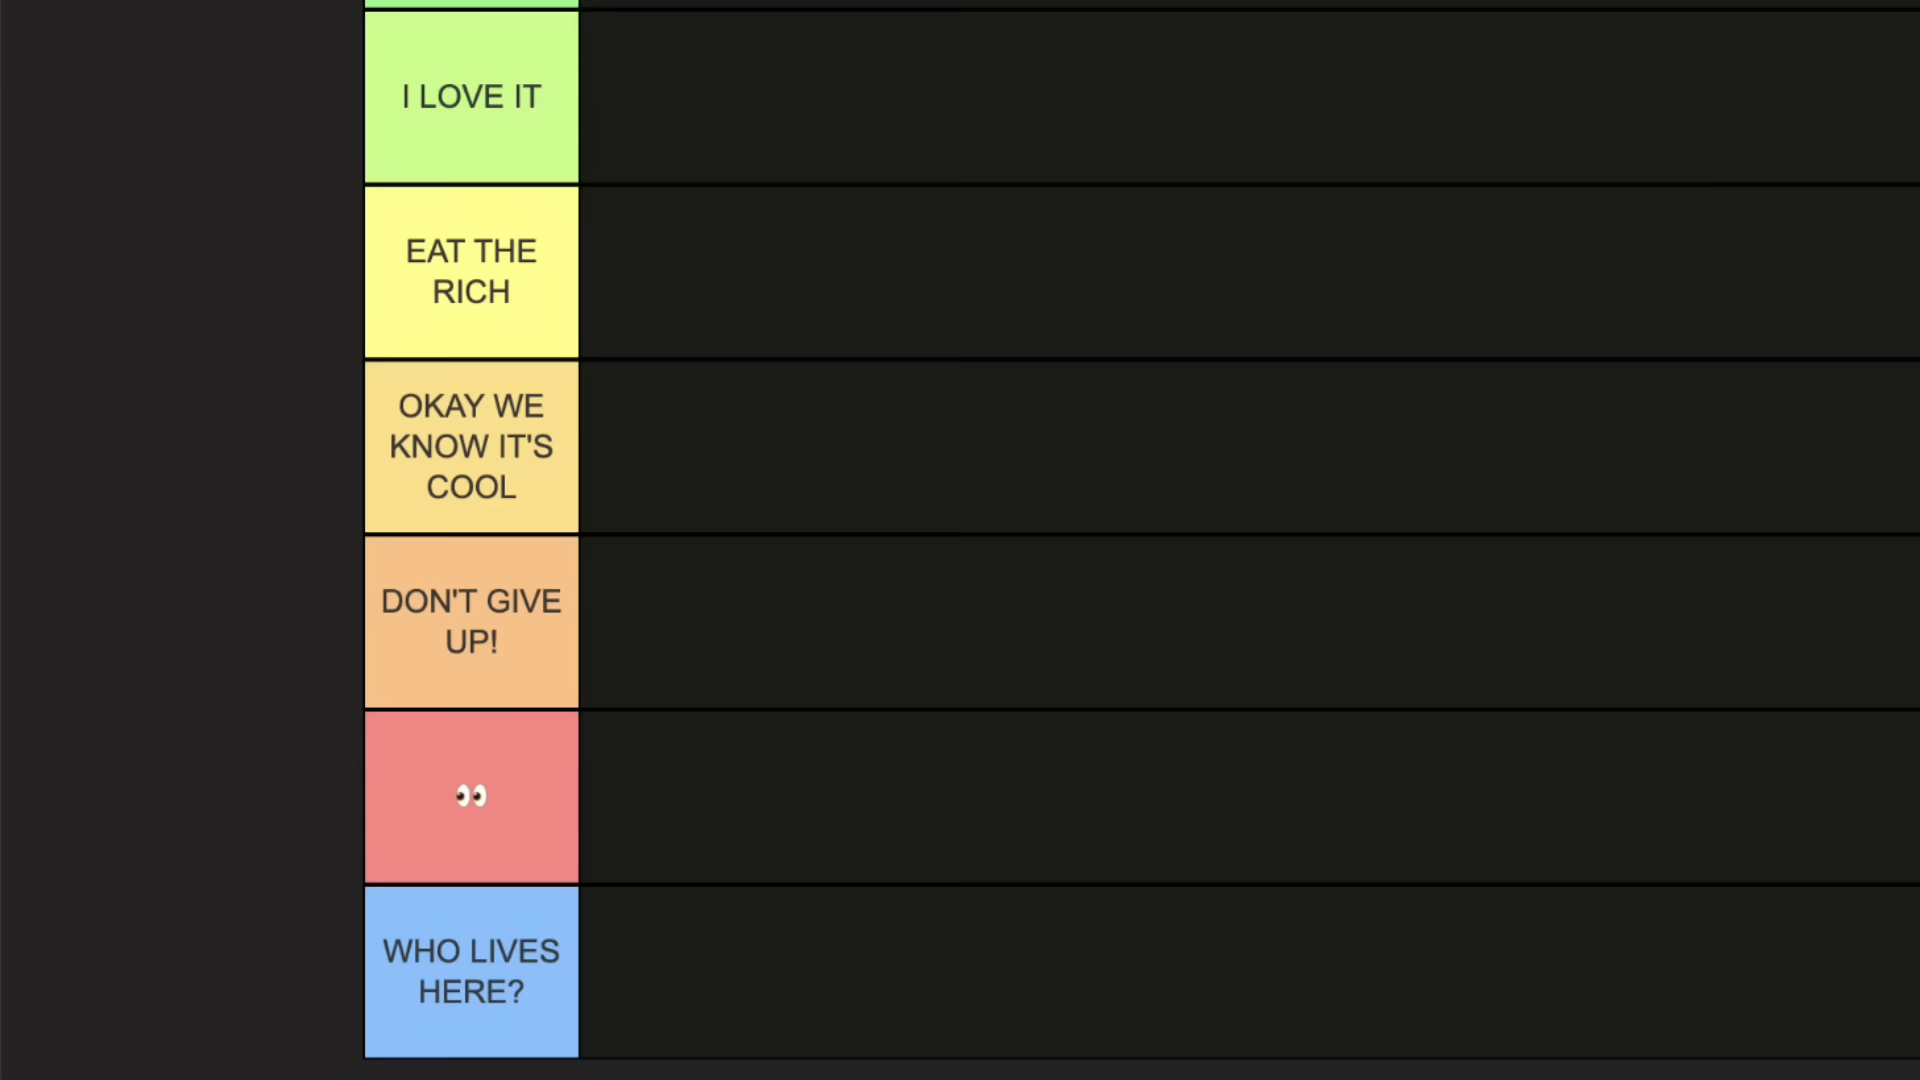 I LOVE IT
EAT THE
RICH
OKAY WE
KNOW IT'S
COOL
DON'T GIVE
UP!
👀
WHO LIVES
HERE?